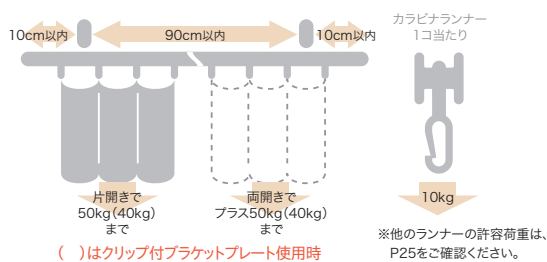 10cm以内
90cm以内
10cm以内
カラビナランナー
1コ当たり
片開きで
50kg(40kg)
まで
両開きで
プラス50kg(40kg)
まで
10kg
( )はクリップ付ブラケットプレート使用時
※他のランナーの許容荷重は、
P25をご確認ください。